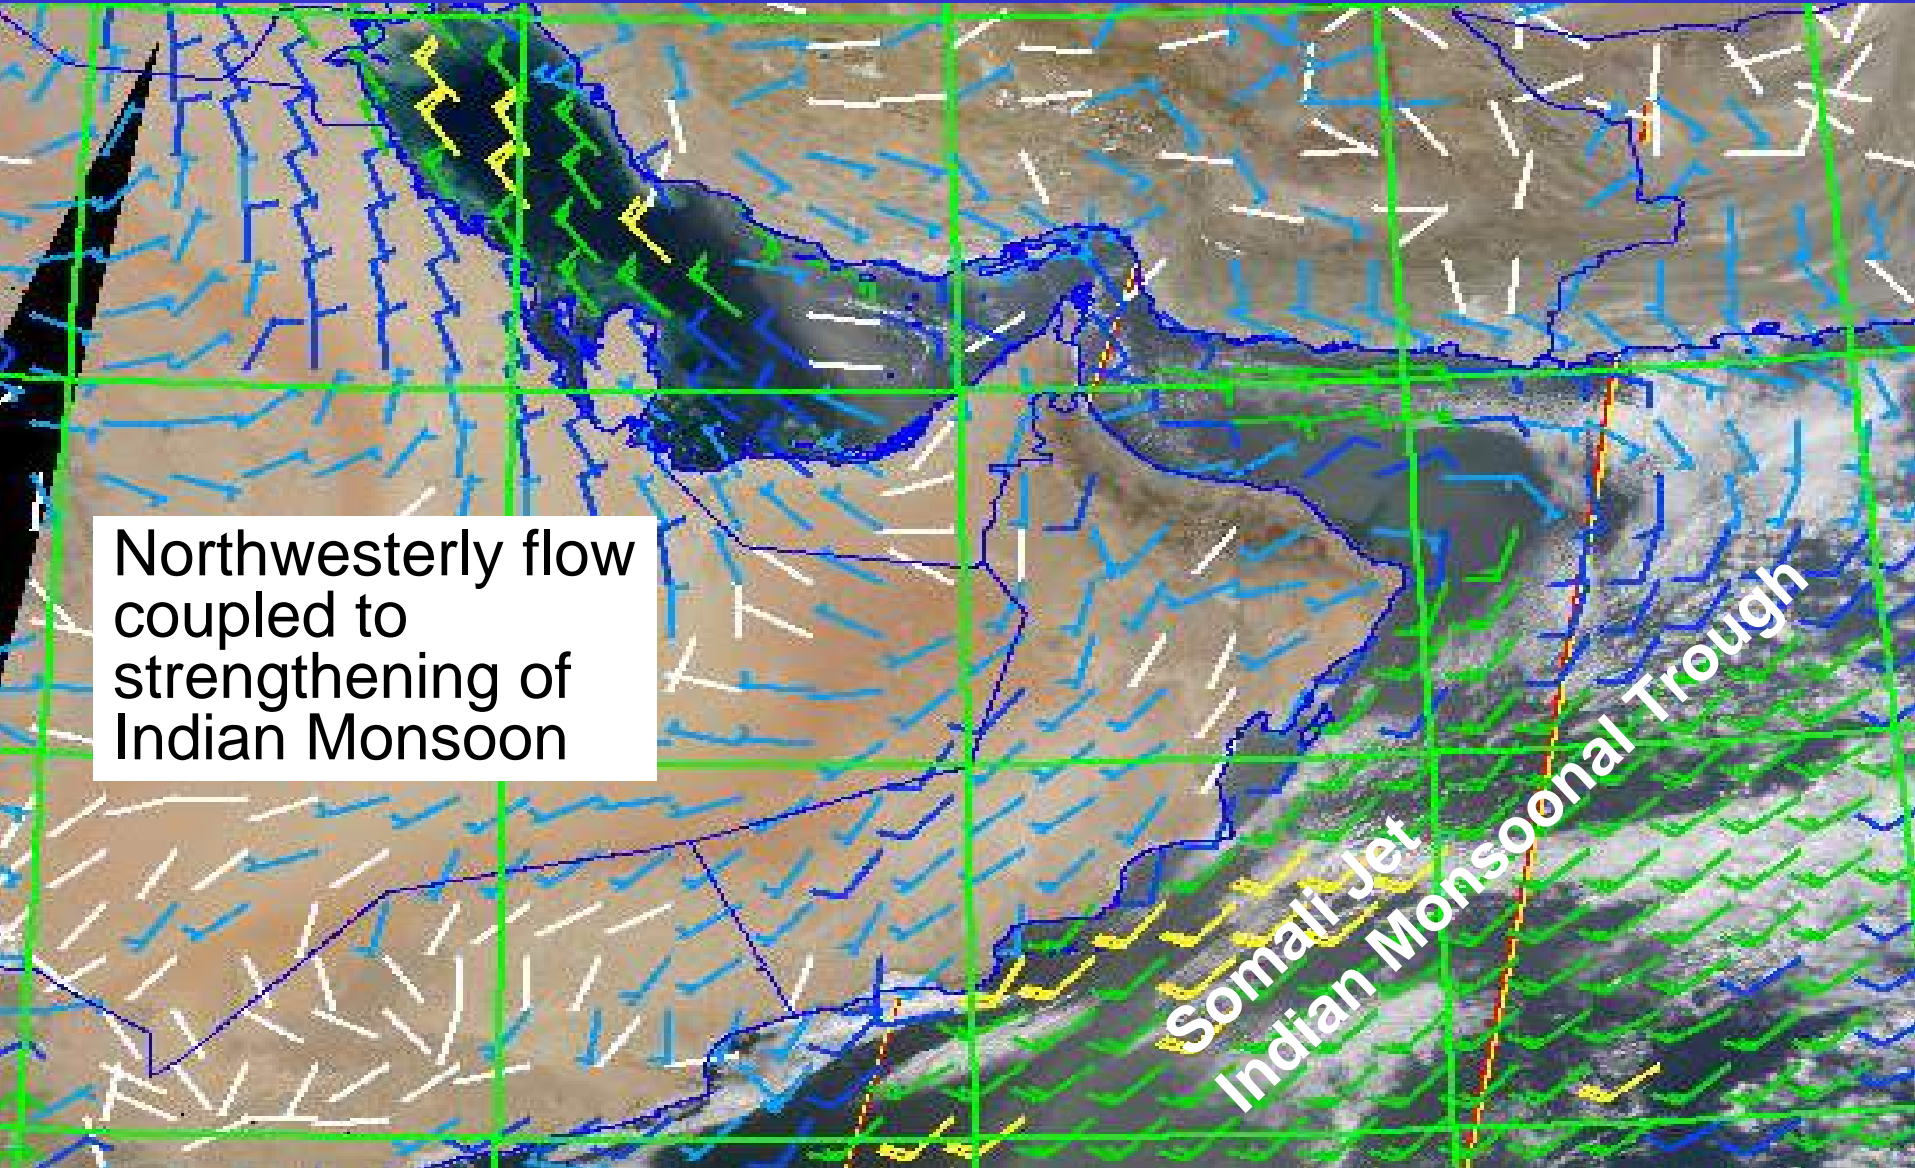 Northwesterly flow
coupled to
strengthening of
Indian Monsoon
Somali Jet
Indian Monsoonal Trough